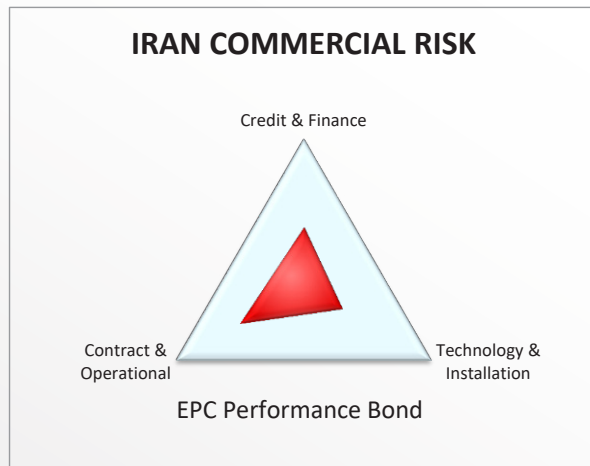 IRAN COMMERCIAL RISK
Credit & Finance
Contract &
Operational
Technology &
Installation
EPC Performance Bond